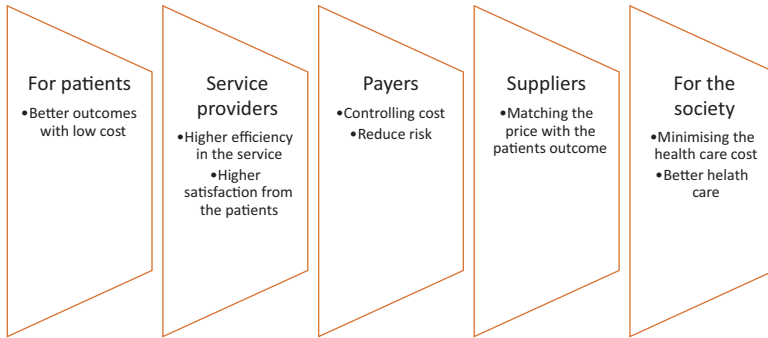 For patients
•Better outcomes
with low cost
Service
providers
•Higher efficiency
in the service
•Higher
satisfaction from
the patients
Payers
•Controlling cost
•Reduce risk
Suppliers
•Matching the
price with the
patients outcome
For the
society
•Minimising the
health care cost
•Better helath
care